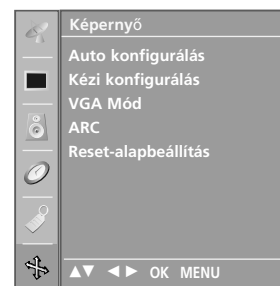 Képernyő
Auto konfigurálás
Kézi konfigurálás
VGA Mód
ARC
Reset-alapbeállítás
▲▼ ◄► OK MENU